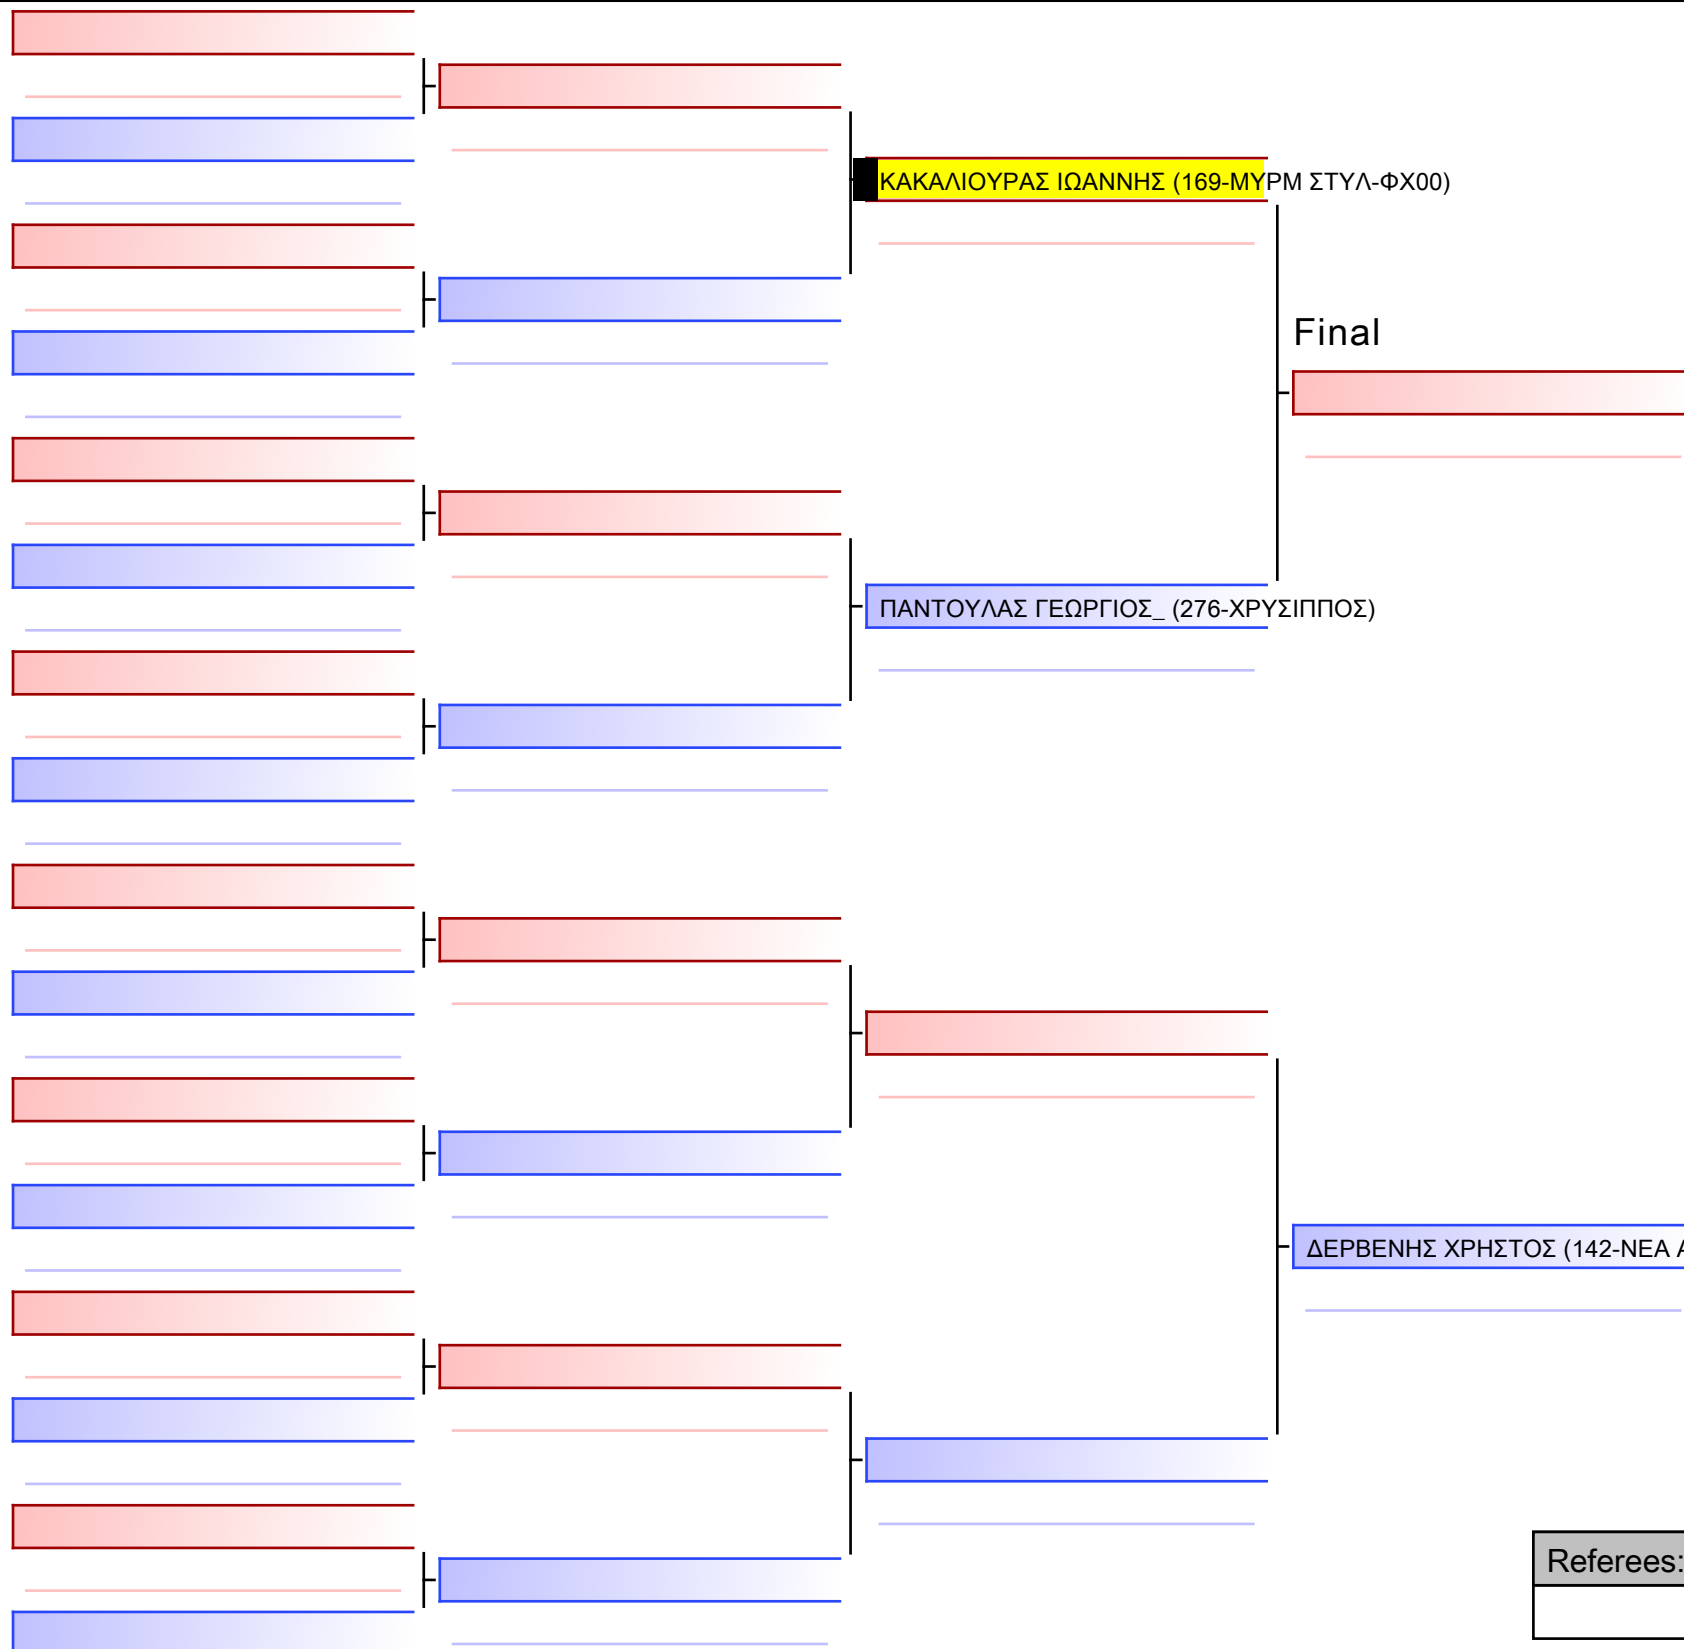 ΚΑΚΑΛΙΟΥΡΑΣ ΙΩΑΝΝΗΣ (169-ΜΥΡΜ ΣΤΥΛ-ΦΧ00)
Final
ΠΑΝΤΟΥΛΑΣ ΓΕΩΡΓΙΟΣ_ (276-ΧΡΥΣΙΠΠΟΣ)
ΔΕΡΒΕΝΗΣ ΧΡΗΣΤΟΣ (142-ΝΕΑ
Referees: